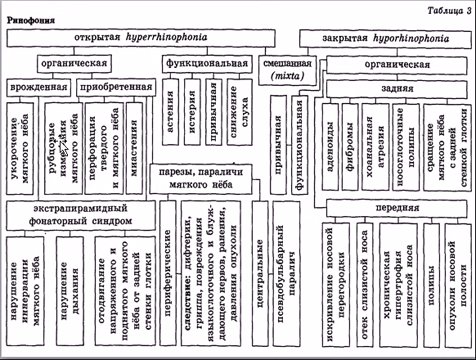 Таблица 3
Ринофония
открытая hyperrhinophonia
закрытая hyporhinophonia
органическая
функциональная
смешанная
(mixta)
органическая
врожденная
приобретенная
задняя
укорочение
мягкого нёба
рубцовые
изменения
мягкого нёба
перфорация
твердого
и мягкого нёба
миастения
астения
истерия
привычная
снижение
слуха
привычная
функциональная
аденоиды
фибромы
хоанальная
атрезия
носоглоточные
полипы
сращение
мягкого нёба
с задней
стенкой глотки
парезы, параличи
мягкого нёба
экстрапирамидный
фонаторный синдром
передняя
нарушение
иннервации
мягкого нёба
нарушение
дыхания
отодвигание
напряженного и
поднятого мягкого
нёба от задней
стенки глотки
периферические
следствие: дифтерии,
гриппа, повреждения
языкоглоточного блуж-
дающего нервов, ранения,
давления опухоли
центральные
псевдобульбарный
паралич
искривление носовой
перегородки
отек слизистой носа
хроническая
гипертрофия
слизистой носа
полипы
опухоли носовой
полости